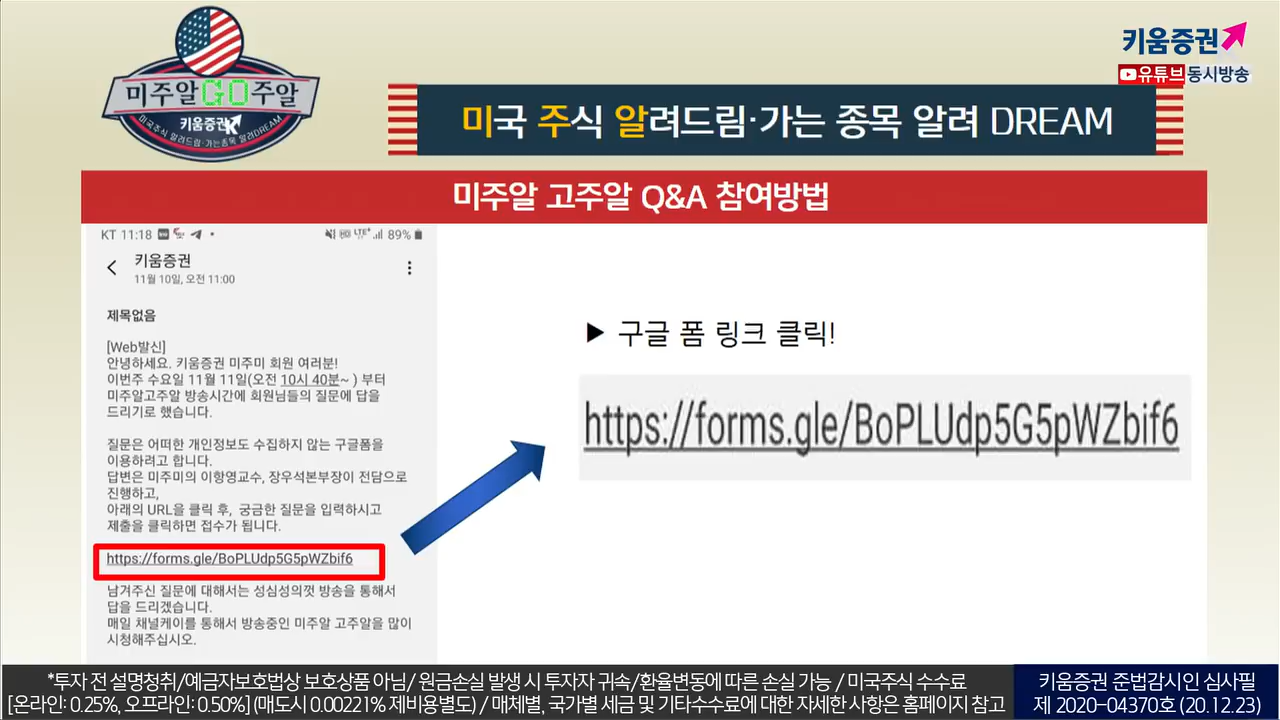 미주알GO주알
키움증권
미국주식 알려드림·가는종목 알려DREAM
키움증권
유튜브동시방송
미국 주식 알려드림·가는 종목 알려 DREAM
미주알 고주알 Q&A 참여방법
KT 11:18 LTE+ 89%
키움증권
11월 10일, 오전 11:00
제목없음
[Web발신]
안녕하세요. 키움증권 미주미 회원 여러분!
이번주 수요일 11월 11일(오전 10시 40분~ ) 부터
미주알고주알 방송시간에 회원님들의 질문에 답을
드리기로 했습니다.
질문은 어떠한 개인정보도 수집하지 않는 구글폼을
이용하려고 합니다.
답변은 미주미의 이항영교수, 장우석본부장이 전담으로
진행하고,
아래의 URL을 클릭 후, 궁금한 질문을 입력하시고
제출을 클릭하면 접수가 됩니다.
https://forms.gle/BoPLUdp5G5pWZbif6
남겨주신 질문에 대해서는 성심성의껏 방송을 통해서
답을 드리겠습니다.
매일 채널케이를 통해서 방송중인 미주알 고주알을 많이
시청해주십시오.
▶ 구글 폼 링크 클릭!
https://forms.gle/BoPLUdp5G5pWZbif6
*투자 전 설명청취/예금자보호법상 보호상품 아님/ 원금손실 발생 시 투자자 귀속/환율변동에 따른 손실 가능 / 미국주식 수수료
[온라인: 0.25%, 오프라인: 0.50%] (매도시 0.00221% 제비용별도) / 매체별, 국가별 세금 및 기타수수료에 대한 자세한 사항은 홈페이지 참고
키움증권 준법감시인 심사필
제 2020-04370호 (20.12.23)